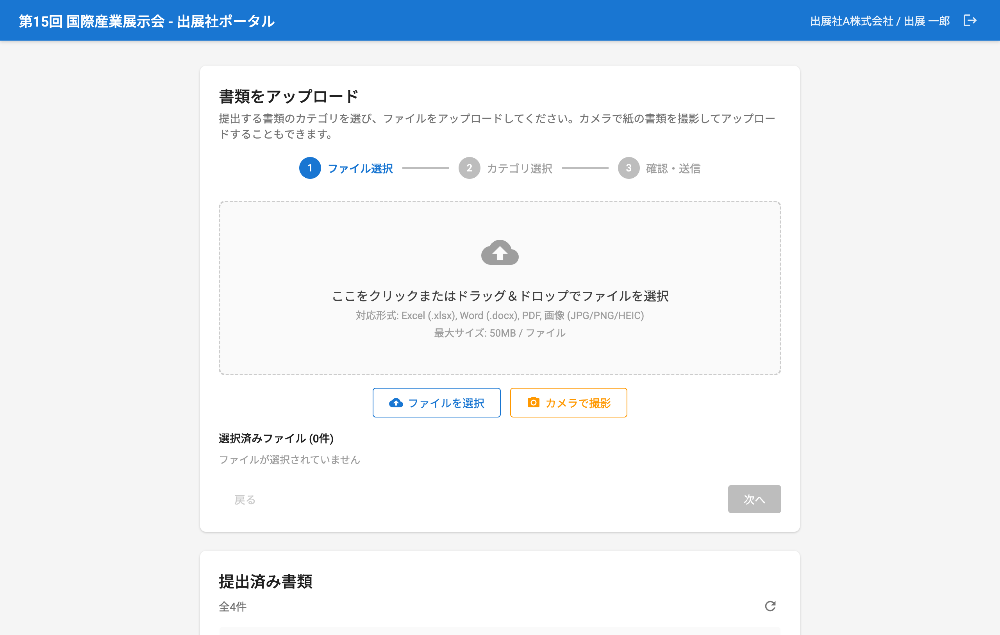 第15回 国際産業展示会 - 出展社ポータル
出展社A株式会社 / 出展 一郎
書類をアップロード
提出する書類のカテゴリを選び、ファイルをアップロードしてください。カメラで紙の書類を撮影してアップロー
ドすることもできます。
1 ファイル選択 2 カテゴリ選択 3 確認・送信
ここをクリックまたはドラッグ＆ドロップでファイルを選択
対応形式: Excel (.xlsx), Word (.docx), PDF, 画像 (JPG/PNG/HEIC)
最大サイズ: 50MB / ファイル
ファイルを選択 カメラで撮影
選択済みファイル (0件)
ファイルが選択されていません
戻る 次へ
提出済み書類
全4件